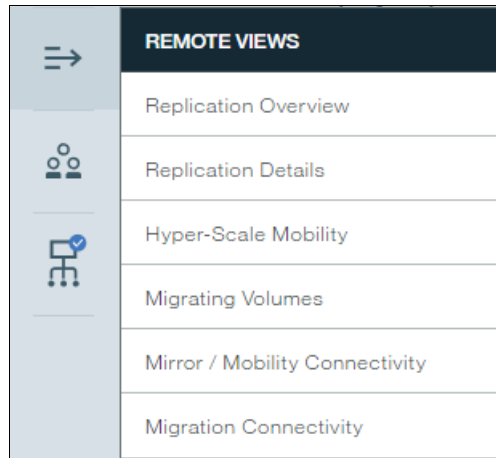 REMOTE VIEWS
Replication Overview
Replication Details
Hyper-Scale Mobility
Migrating Volumes
Mirror / Mobility Connectivity
Migration Connectivity